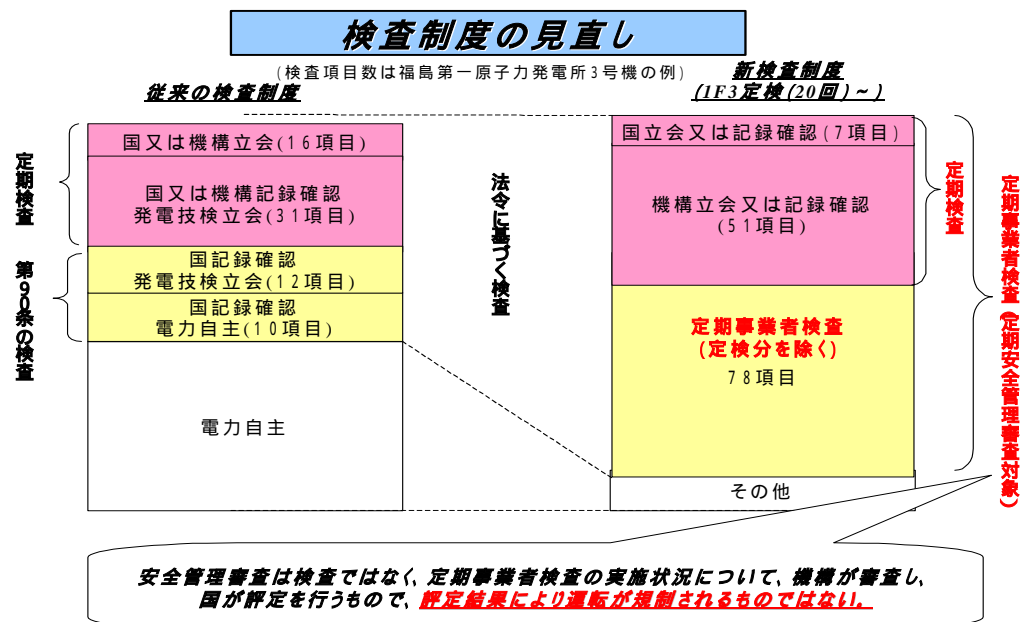 検査制度の見直し
(検査項目数は福島第一原子力発電所3号機の例)
従来の検査制度
新検査制度
(1F3定検(20回)~)
定期検査
第90条の検査
国又は機構立会(16項目)
国又は機構記録確認
発電技検立会(31項目)
国記録確認
発電技検立会(12項目)
国記録確認
電力自主(10項目)
電力自主
法令に基づく検査
国立会又は記録確認(7項目)
機構立会又は記録確認
(51項目)
定期事業者検査
(定検分を除く)
78項目
その他
定期検査
定期事業者検査(定期安全管理審査対象)
安全管理審査は検査ではなく、定期事業者検査の実施状況について、機構が審査し、
国が評定を行うもので、評定結果により運転が規制されるものではない。